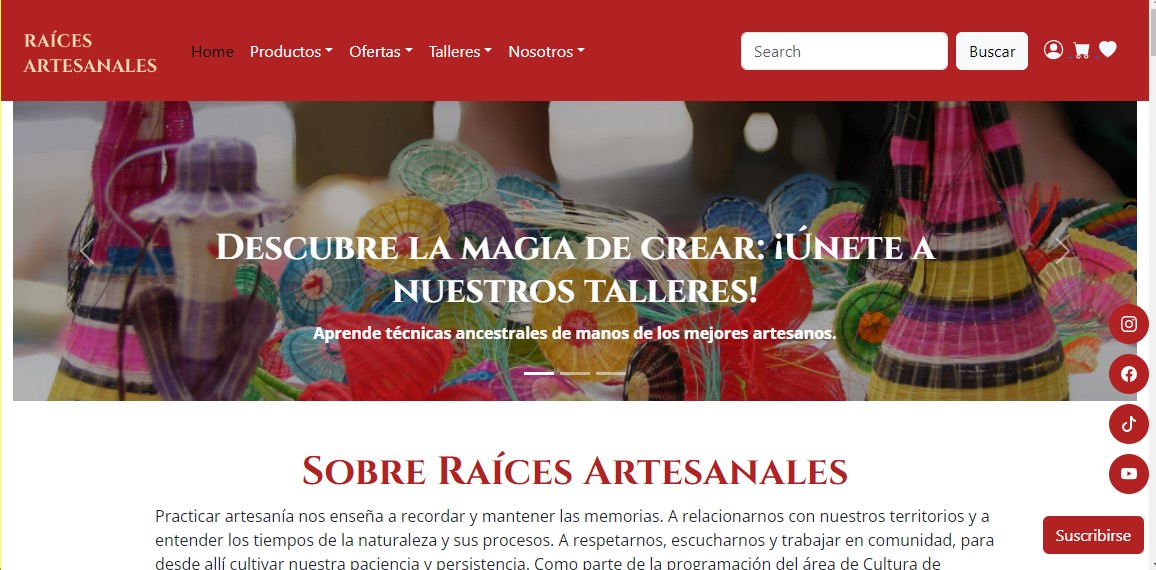 RAÍCES
ARTESANALES
Home Productos Ofertas Talleres Nosotros
Search
Buscar
Descubre la magia de crear: ¡Únete a
nuestros talleres!
Aprende técnicas ancestrales de manos de los mejores artesanos.
Sobre Raíces Artesanales
Practicar artesanía nos enseña a recordar y mantener las memorias. A relacionarnos con nuestros territorios y a
entender los tiempos de la naturaleza y sus procesos. A respetarnos, escucharnos y trabajar en comunidad, para
desde allí cultivar nuestra paciencia y persistencia. Como parte de la programación del área de Cultura de
Suscribirse